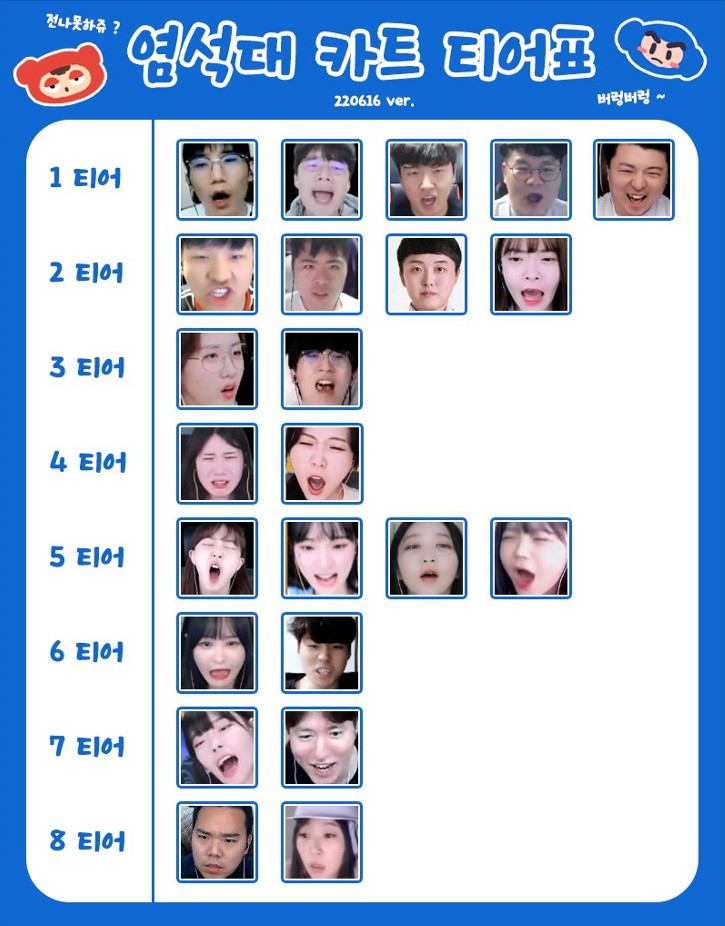 전나못하쥬 ?
염석대 카트 티어표
220616 ver.
버렁버렁 ~
1 티어
2 티어
3 티어
4 티어
5 티어
6 티어
7 티어
8 티어